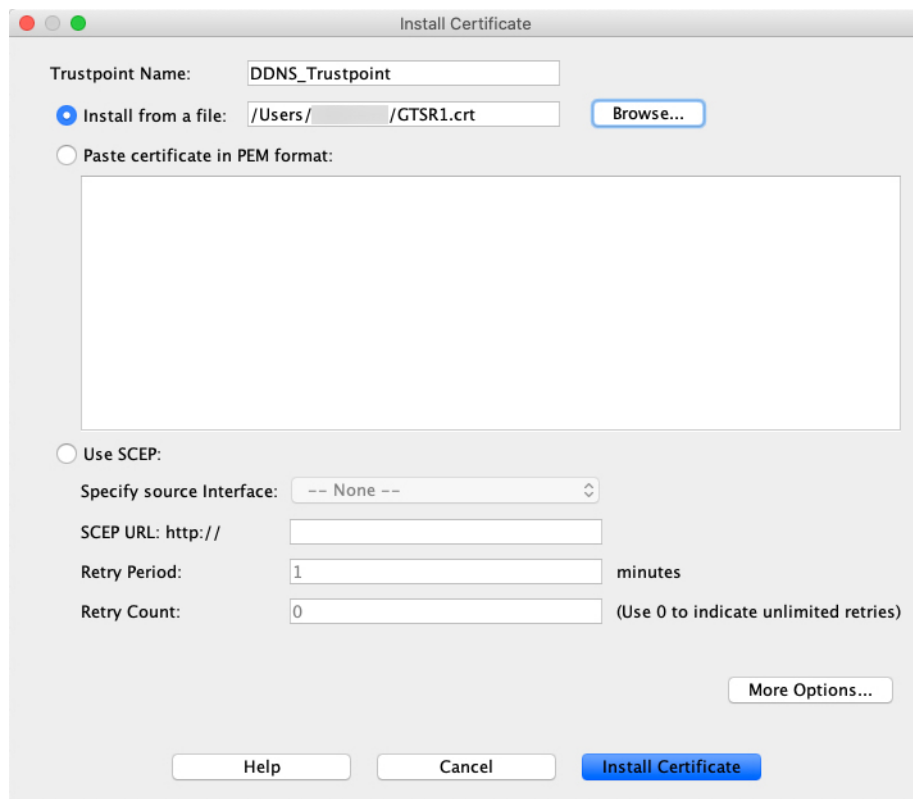 Install Certificate
Trustpoint Name: DDNS_Trustpoint
Install from a file: /Users/ /GTSR1.crt Browse...
Paste certificate in PEM format:
Use SCEP:
Specify source Interface: -- None --
SCEP URL: http://
Retry Period: 1 minutes
Retry Count: 0 (Use 0 to indicate unlimited retries)
More Options...
Help Cancel Install Certificate